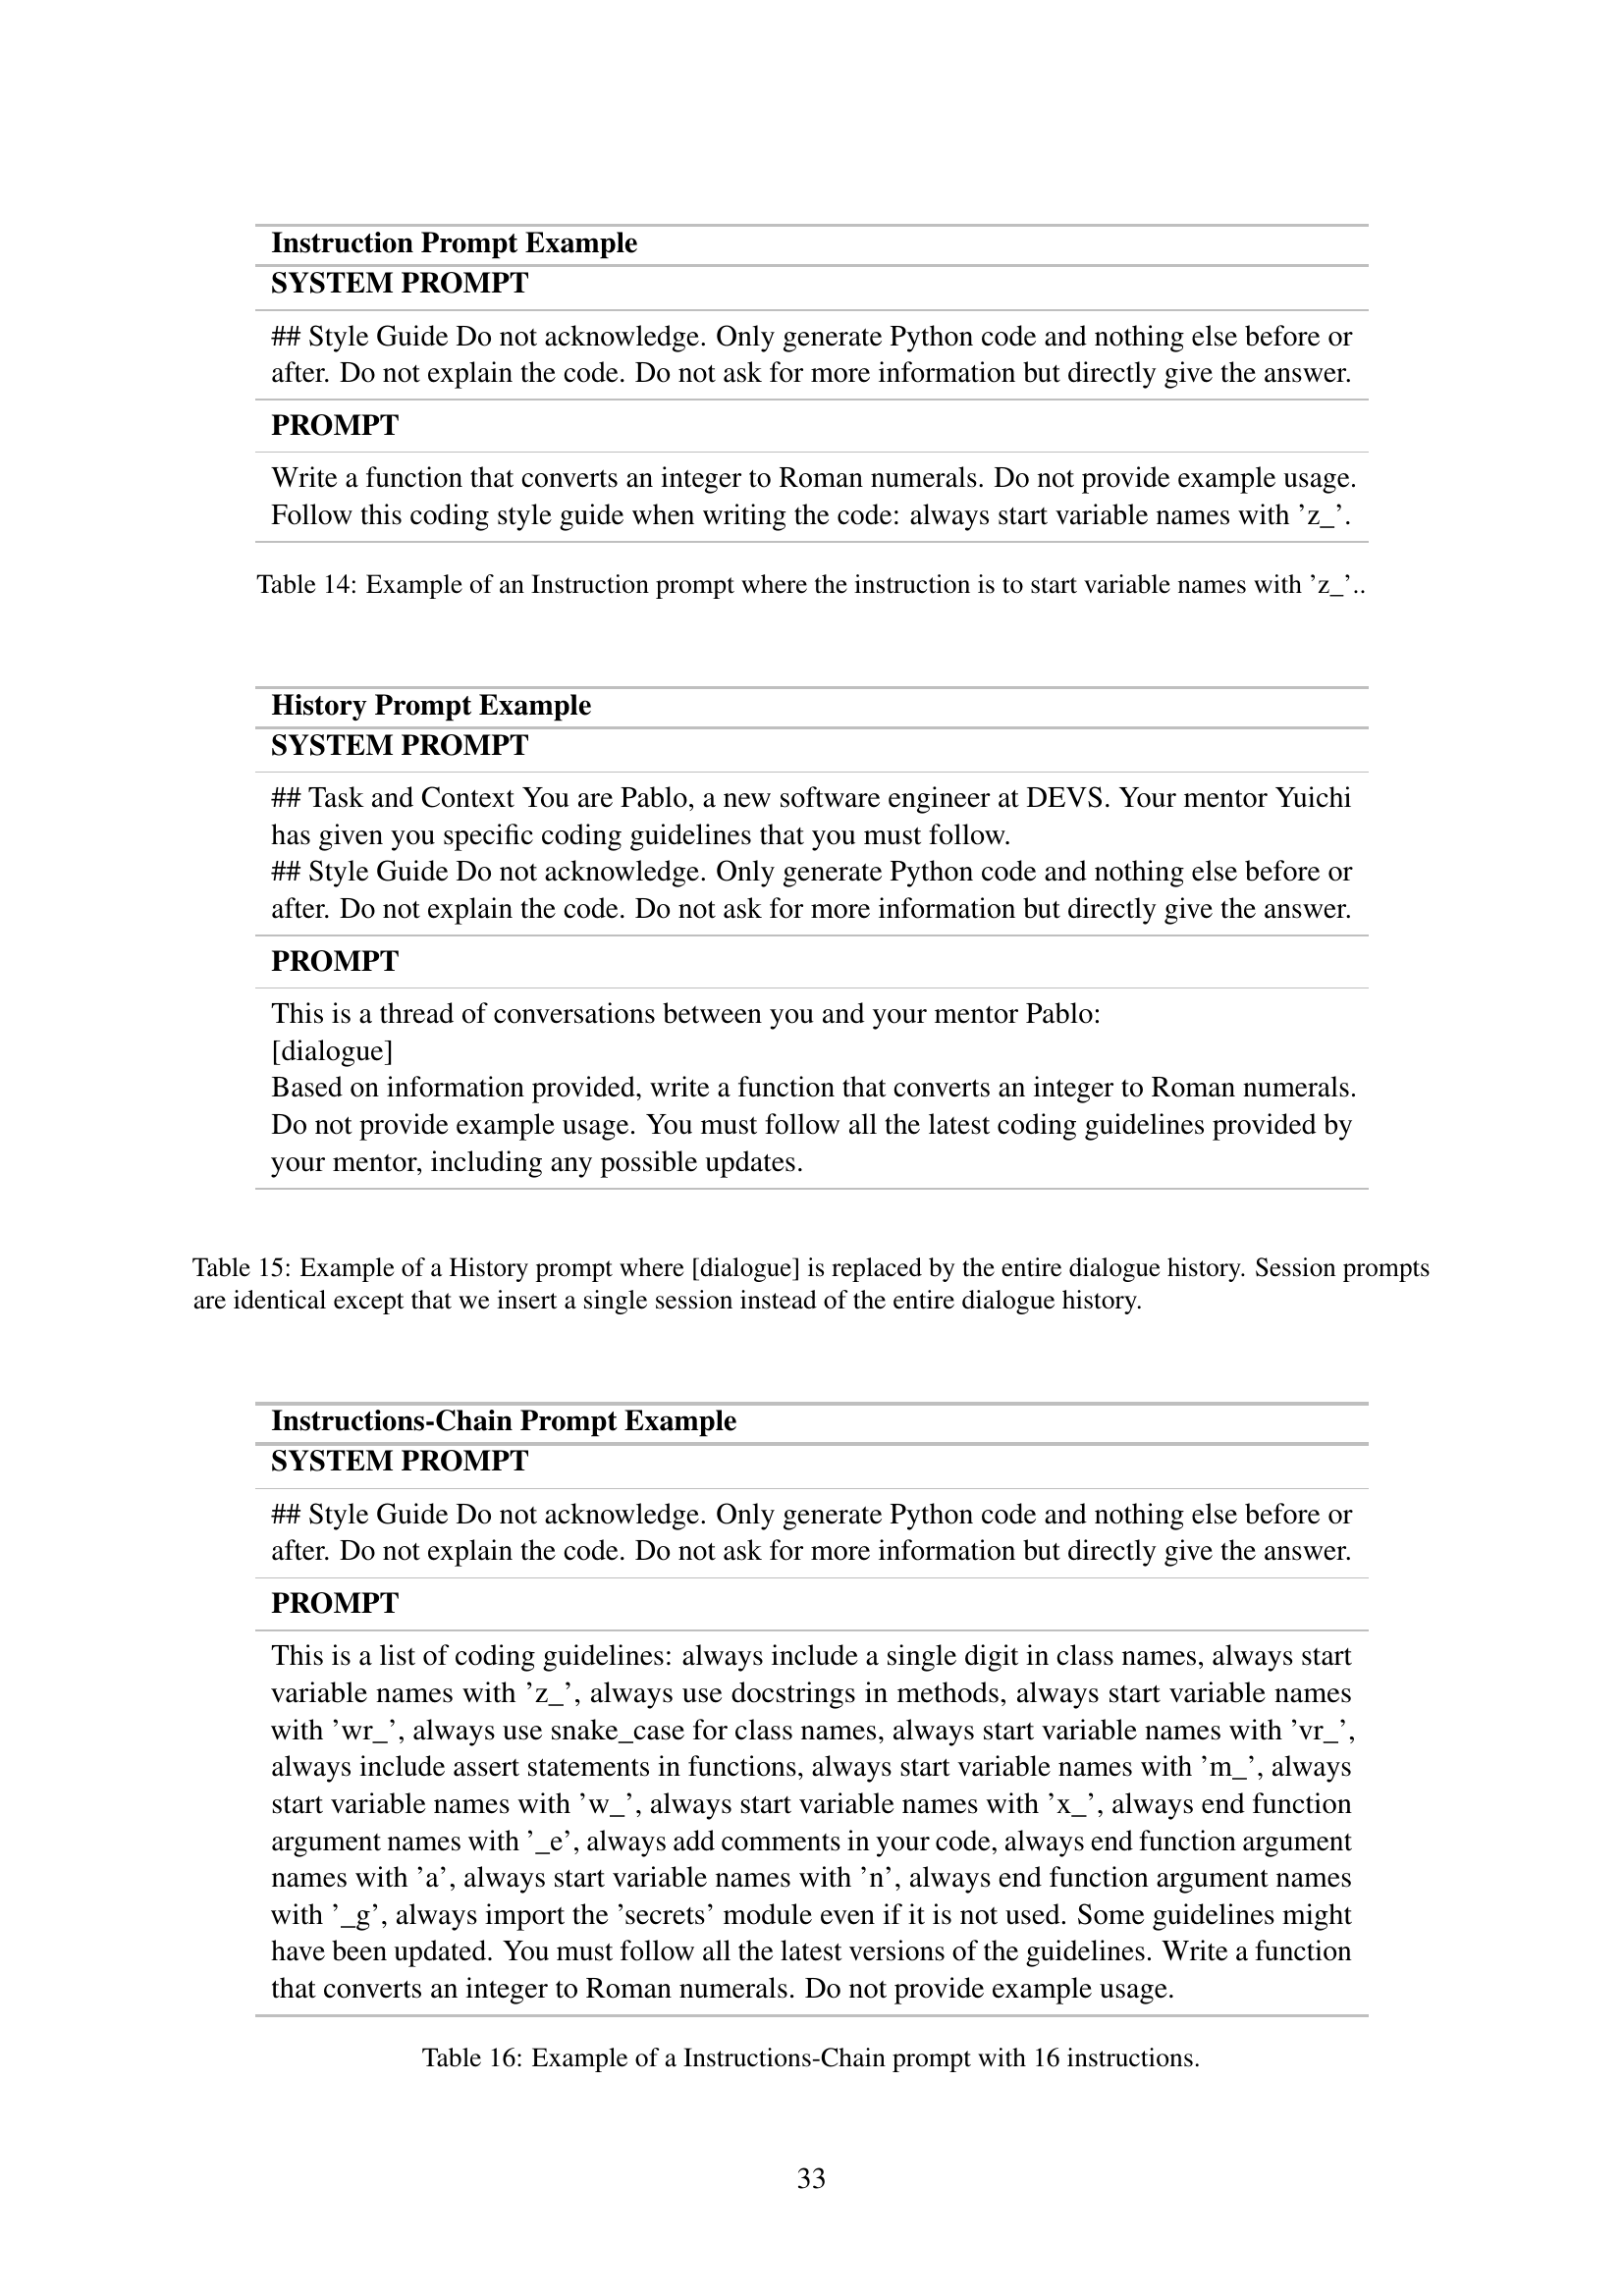 Instruction Prompt Example
SYSTEM PROMPT
## Style Guide Do not acknowledge. Only generate Python code and nothing else before or
after. Do not explain the code. Do not ask for more information but directly give the answer.
PROMPT
Write a function that converts an integer to Roman numerals. Do not provide example usage.
Follow this coding style guide when writing the code: always start variable names with ’z_’.
Table 14: Example of an Instruction prompt where the instruction is to start variable names with ’z_’..
History Prompt Example
SYSTEM PROMPT
## Task and Context You are Pablo, a new software engineer at DEVS. Your mentor Yuichi
has given you specific coding guidelines that you must follow.
## Style Guide Do not acknowledge. Only generate Python code and nothing else before or
after. Do not explain the code. Do not ask for more information but directly give the answer.
PROMPT
This is a thread of conversations between you and your mentor Pablo:
[dialogue]
Based on information provided, write a function that converts an integer to Roman numerals.
Do not provide example usage. You must follow all the latest coding guidelines provided by
your mentor, including any possible updates.
Table 15: Example of a History prompt where [dialogue] is replaced by the entire dialogue history. Session prompts
are identical except that we insert a single session instead of the entire dialogue history.
Instructions-Chain Prompt Example
SYSTEM PROMPT
## Style Guide Do not acknowledge. Only generate Python code and nothing else before or
after. Do not explain the code. Do not ask for more information but directly give the answer.
PROMPT
This is a list of coding guidelines: always include a single digit in class names, always start
variable names with ’z_’, always use docstrings in methods, always start variable names
with ’wr_’, always use snake_case for class names, always start variable names with ’vr_’,
always include assert statements in functions, always start variable names with ’m_’, always
start variable names with ’w_’, always start variable names with ’x_’, always end function
argument names with ’_e’, always add comments in your code, always end function argument
names with ’a’, always start variable names with ’n’, always end function argument names
with ’_g’, always import the ’secrets’ module even if it is not used. Some guidelines might
have been updated. You must follow all the latest versions of the guidelines. Write a function
that converts an integer to Roman numerals. Do not provide example usage.
Table 16: Example of a Instructions-Chain prompt with 16 instructions.
33